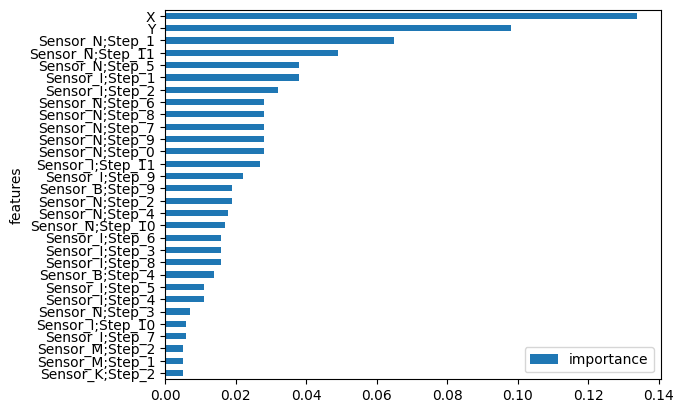 X
Y
Sensor_N;Step_1
Sensor_N;Step_11
Sensor_N;Step_5
Sensor_I;Step_1
Sensor_I;Step_2
Sensor_N;Step_6
Sensor_N;Step_8
Sensor_N;Step_7
Sensor_N;Step_9
Sensor_N;Step_0
Sensor_I;Step_11
Sensor_I;Step_9
Sensor_B;Step_9
Sensor_N;Step_2
Sensor_N;Step_4
Sensor_N;Step_10
Sensor_I;Step_6
Sensor_I;Step_3
Sensor_I;Step_8
Sensor_B;Step_4
Sensor_I;Step_5
Sensor_I;Step_4
Sensor_N;Step_3
Sensor_I;Step_10
Sensor_I;Step_7
Sensor_M;Step_2
Sensor_M;Step_1
Sensor_K;Step_2
features
importance
0.00 0.02 0.04 0.06 0.08 0.10 0.12 0.14